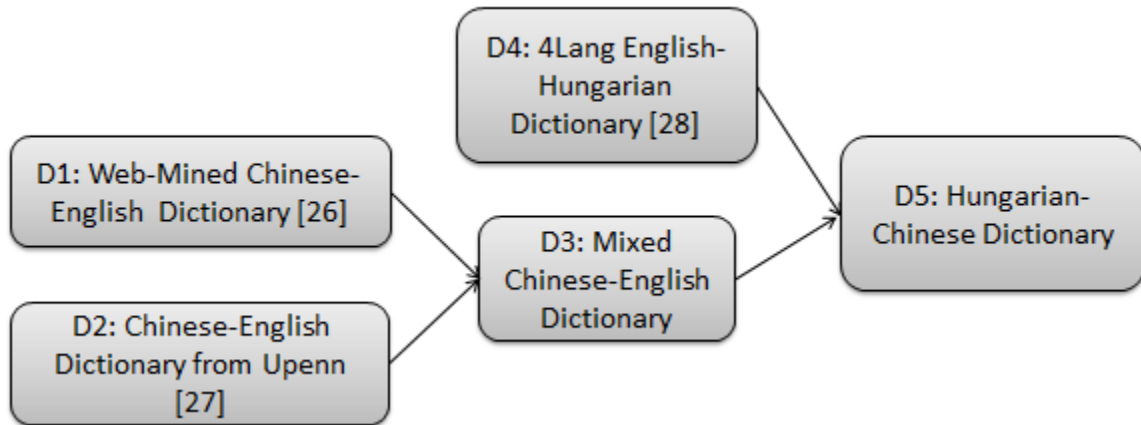 D4: 4Lang English-
Hungarian
Dictionary [28]
D1: Web-Mined Chinese-
English Dictionary [26]
D5: Hungarian-
Chinese Dictionary
D3: Mixed
Chinese-English
Dictionary
D2: Chinese-English
Dictionary from Upenn
[27]